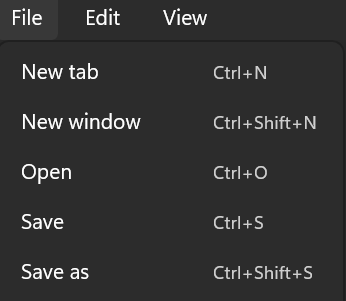 File Edit View
New tab Ctrl+N
New window Ctrl+Shift+N
Open Ctrl+O
Save Ctrl+S
Save as Ctrl+Shift+S